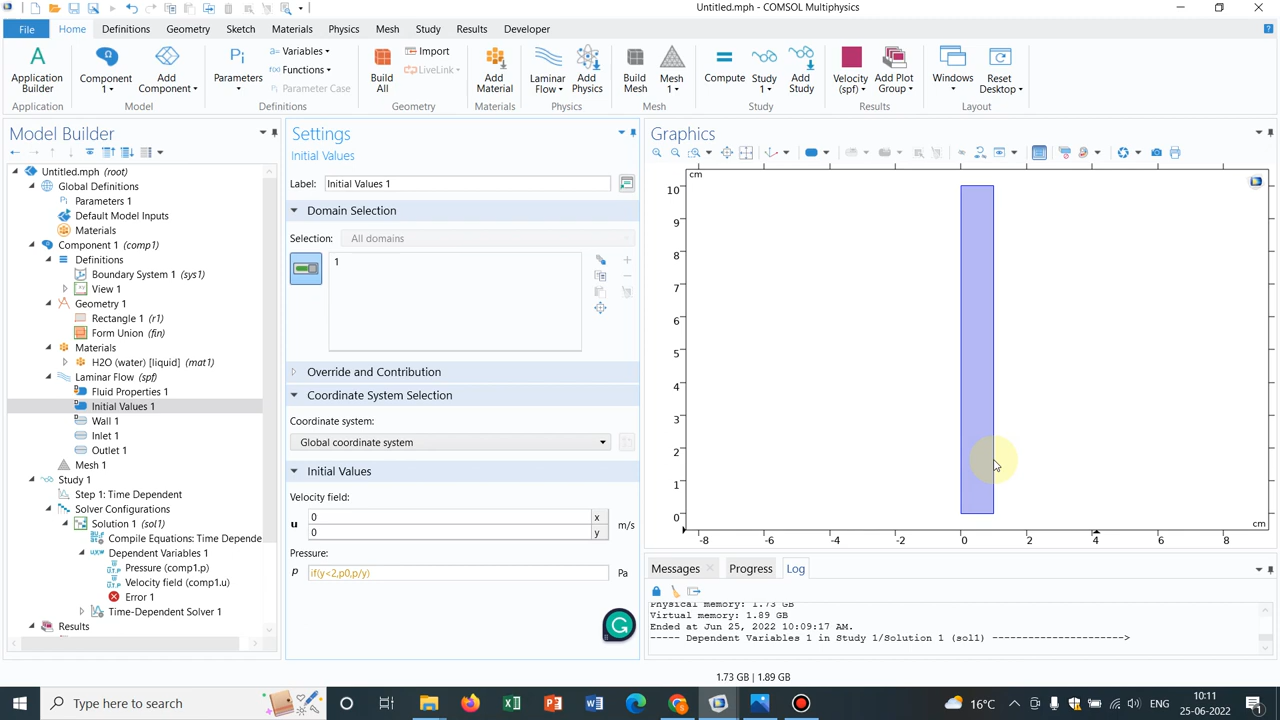 Untitled.mph - COMSOL Multiphysics
File Home Definitions Geometry Sketch Materials Physics Mesh Study Results Developer
Application Builder
Component 1
Add Component
Parameters
a= Variables
f(x) Functions
Pi Parameter Case
Build All
Import
LiveLink
Add Material
Laminar Flow
Add Physics
Build Mesh
Mesh 1
Compute
Study 1
Add Study
Velocity (spf)
Add Plot Group
Windows
Reset Desktop
Application Model Definitions Geometry Materials Physics Mesh Study Results Layout
Model Builder
Untitled.mph (root)
Global Definitions
Parameters 1
Default Model Inputs
Materials
Component 1 (comp1)
Definitions
Boundary System 1 (sys1)
View 1
Geometry 1
Rectangle 1 (r1)
Form Union (fin)
Materials
H2O (water) [liquid] (mat1)
Laminar Flow (spf)
Fluid Properties 1
Initial Values 1
Wall 1
Inlet 1
Outlet 1
Mesh 1
Study 1
Step 1: Time Dependent
Solver Configurations
Solution 1 (sol1)
Compile Equations: Time Depende
Dependent Variables 1
Pressure (comp1.p)
Velocity field (comp1.u)
Error 1
Time-Dependent Solver 1
Results
Settings
Initial Values
Label: Initial Values 1
Domain Selection
Selection: All domains
1
Override and Contribution
Coordinate System Selection
Coordinate system:
Global coordinate system
Initial Values
Velocity field:
u 0 x
0 y
m/s
Pressure:
p if(y<2,p0,p/y) Pa
Graphics
cm
10
9
8
7
6
5
4
3
2
1
0
cm
-8 -6 -4 -2 0 2 4 6 8
Messages Progress Log
Physical memory: 1.73 GB
Virtual memory: 1.89 GB
Ended at Jun 25, 2022 10:09:17 AM.
----- Dependent Variables 1 in Study 1/Solution 1 (sol1) ---------------------->
1.73 GB | 1.89 GB
Type here to search
16°C
ENG
10:11
25-06-2022